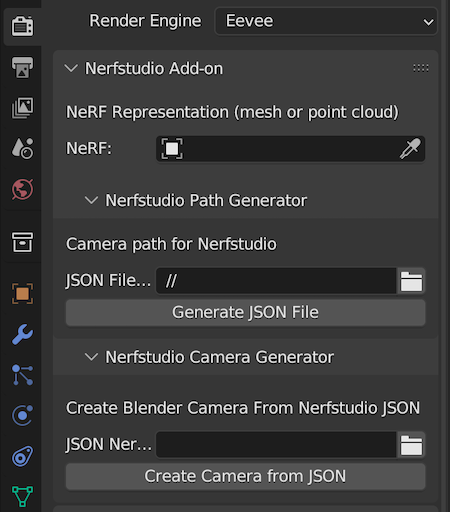 Render Engine Eevee
Nerfstudio Add-on
NeRF Representation (mesh or point cloud)
NeRF:
Nerfstudio Path Generator
Camera path for Nerfstudio
JSON File... //
Generate JSON File
Nerfstudio Camera Generator
Create Blender Camera From Nerfstudio JSON
JSON Ner...
Create Camera from JSON